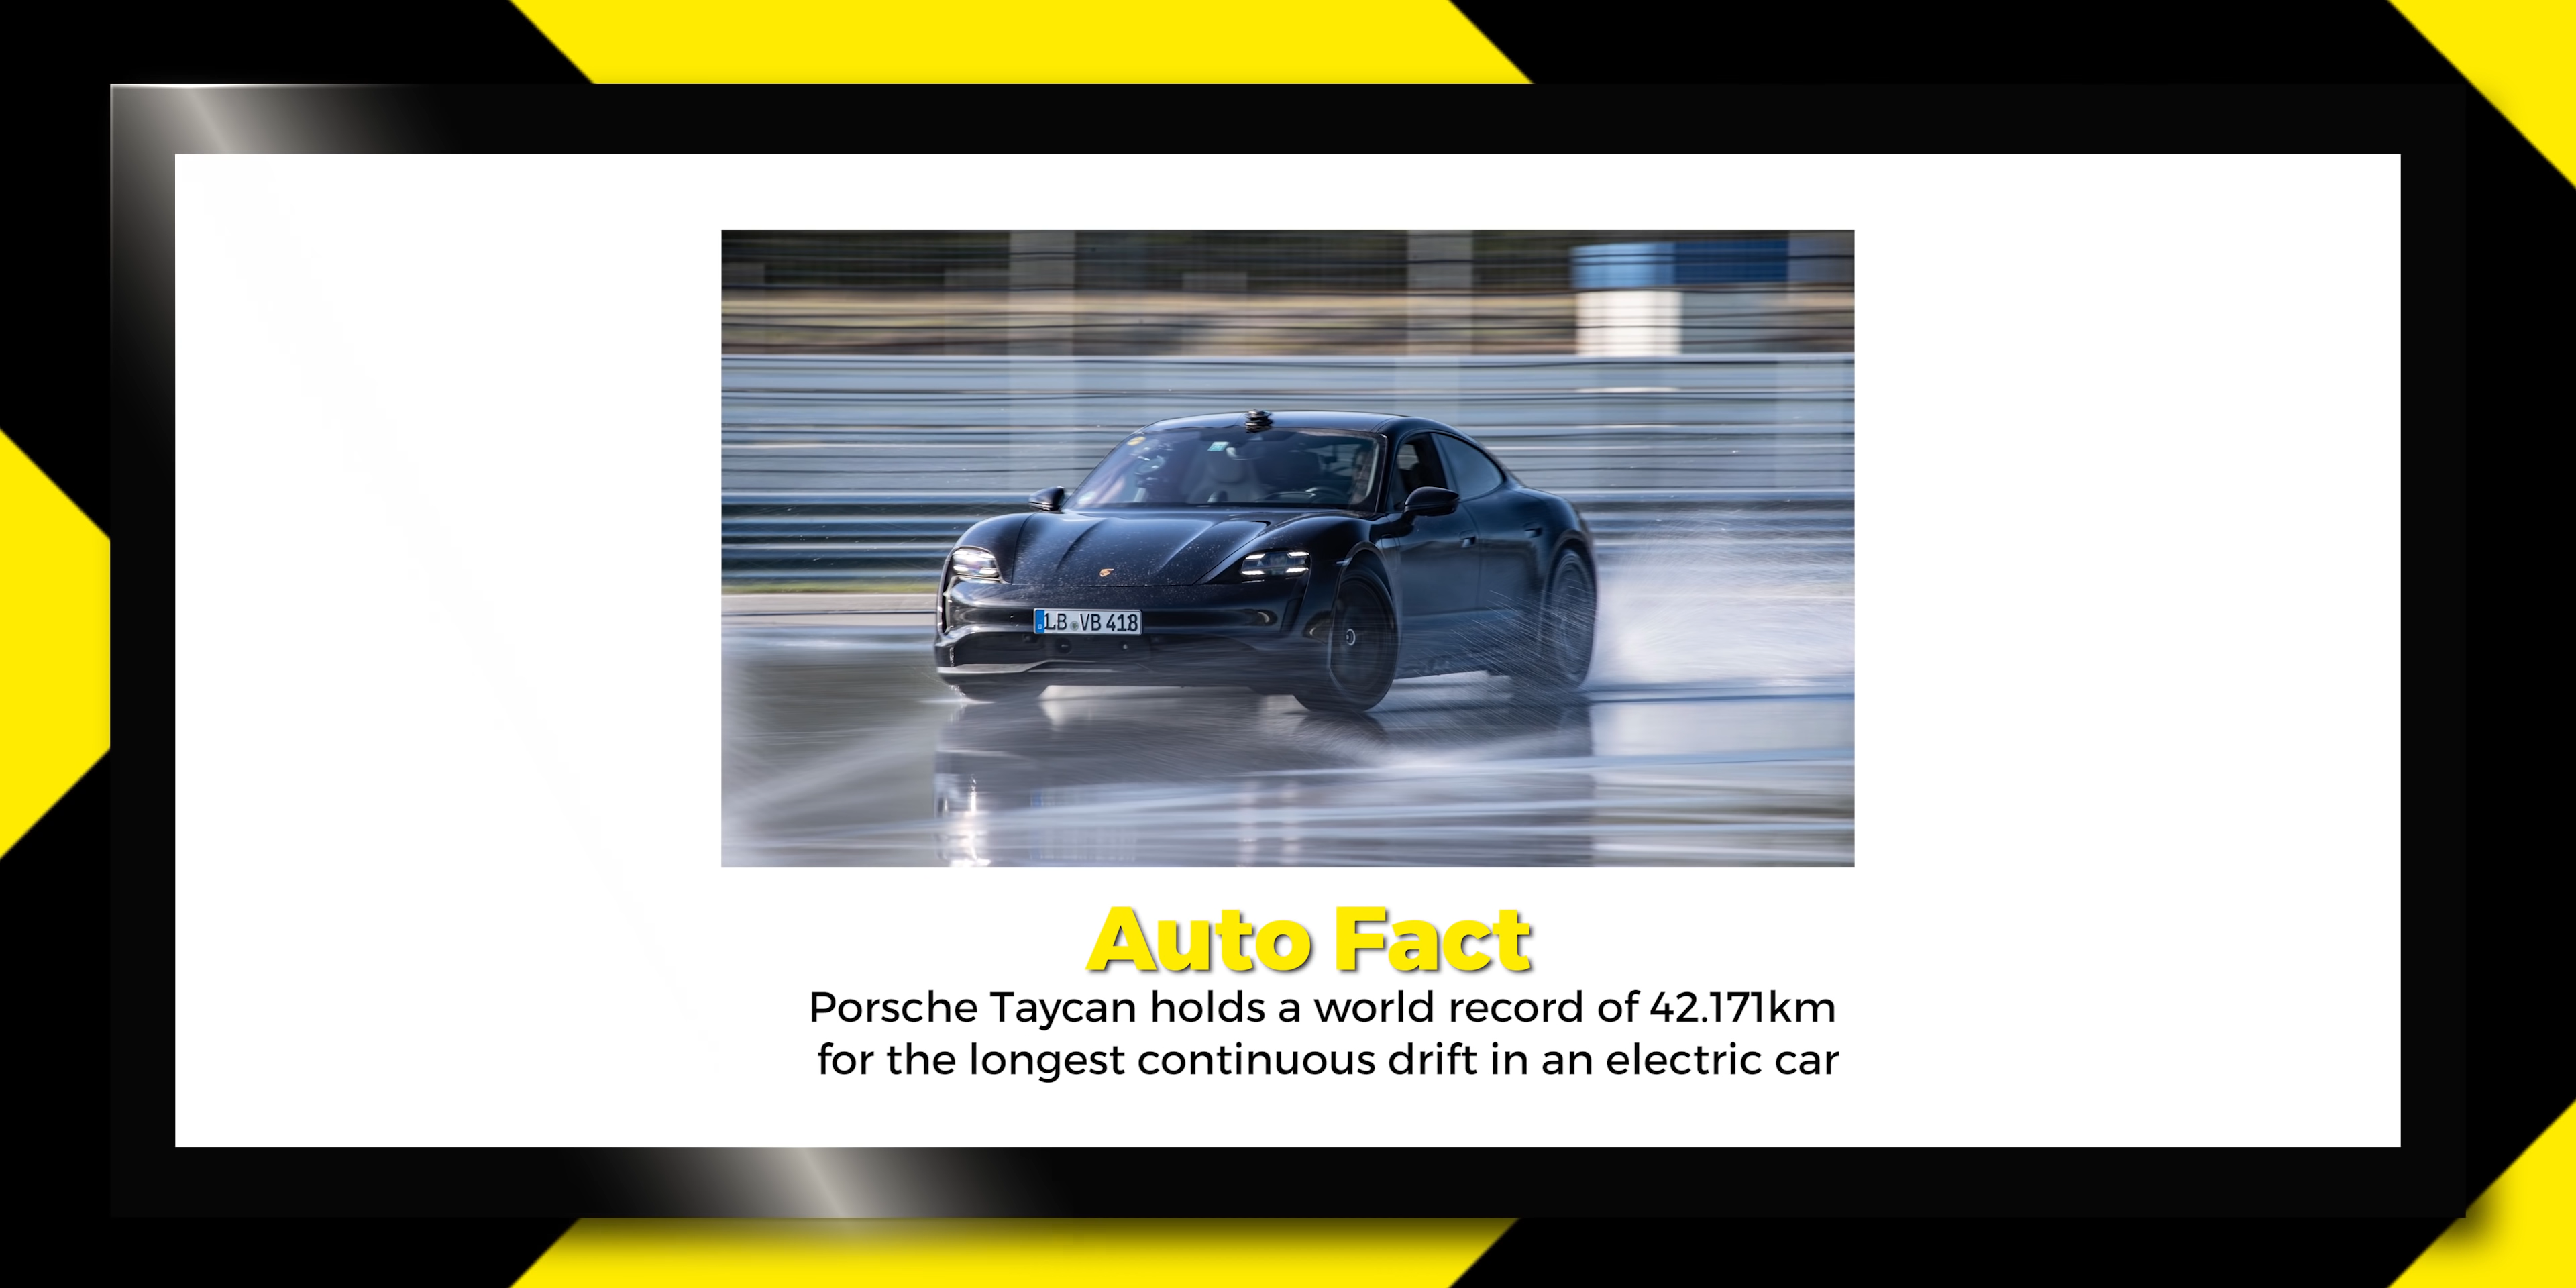 LB VB 418
Auto Fact
Porsche Taycan holds a world record of 42.171km
for the longest continuous drift in an electric car